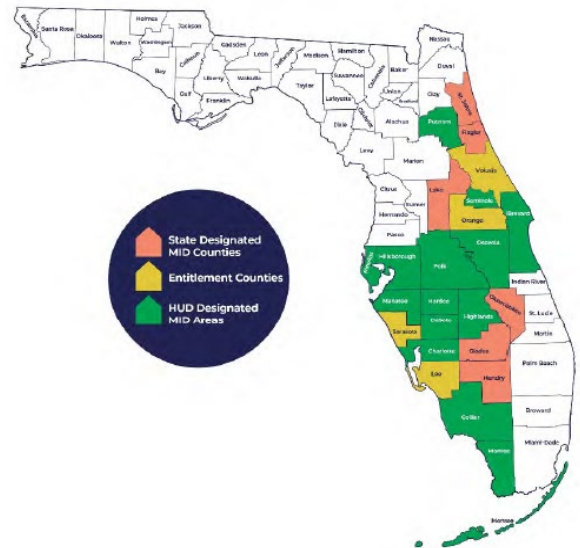 Holmes
Jackson
Santa Rosa
Okaloosa
Walton
Washington
Bay
Calhoun
Gulf
Liberty
Franklin
Gadsden
Leon
Wakulla
Jefferson
Madison
Taylor
Hamilton
Suwannee
Lafayette
Dixie
Columbia
Baker
Union
Gilchrist
Alachua
Levy
Nassau
Duval
Clay
St. Johns
Putnam
Flagler
Marion
Volusia
Citrus
Sumter
Lake
Hernando
Pasco
Seminole
Orange
Brevard
Osceola
Hillsborough
Pinellas
Polk
Indian River
Manatee
Hardee
Highlands
Okeechobee
St. Lucie
Sarasota
DeSoto
Martin
Charlotte
Glades
Palm Beach
Lee
Hendry
Collier
Broward
Monroe
Miami-Dade
Monroe
State Designated
MID Counties
Entitlement Counties
HUD Designated
MID Areas